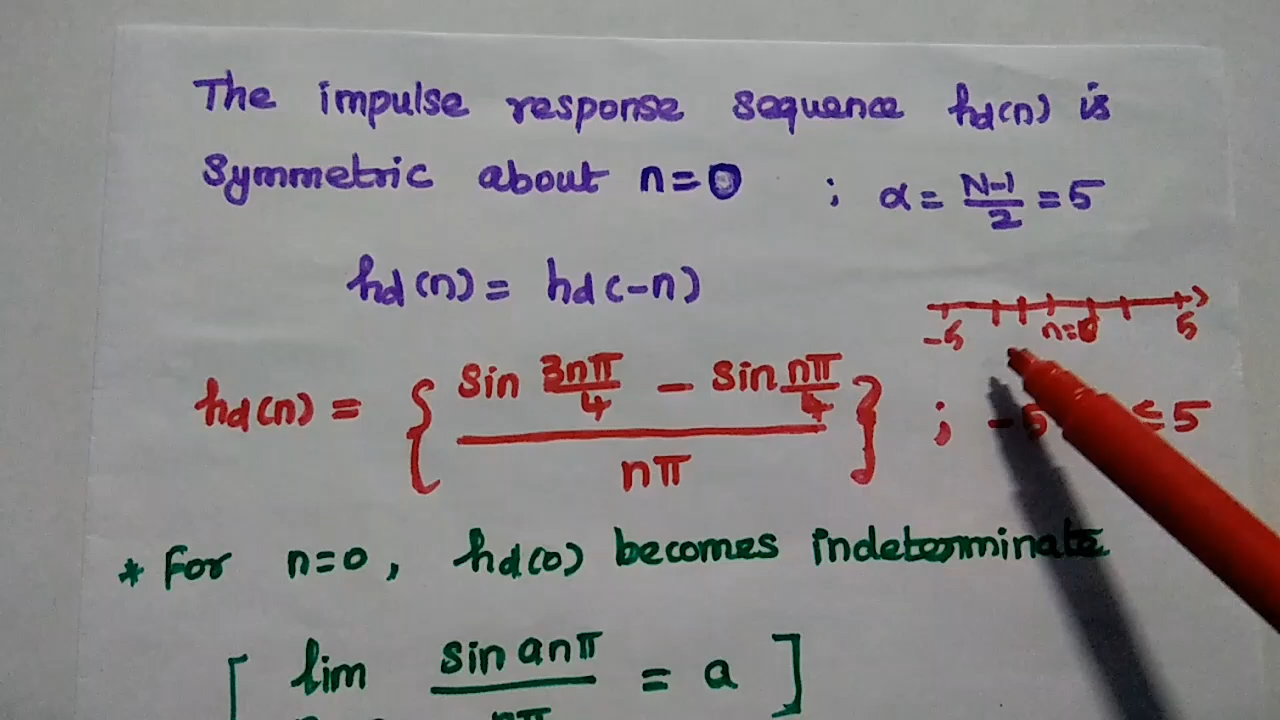 The impulse response sequence hd(n) is
Symmetric about n=0 ; α = N-1/2 = 5
hd(n) = hd(-n)
-5 n=0 5
hd(n) = { sin 3nπ/4 - sin nπ/4 / nπ } ; -5 ≤5
* For n=0, hd(0) becomes indeterminate
[ lim sin anπ / nπ = a ]